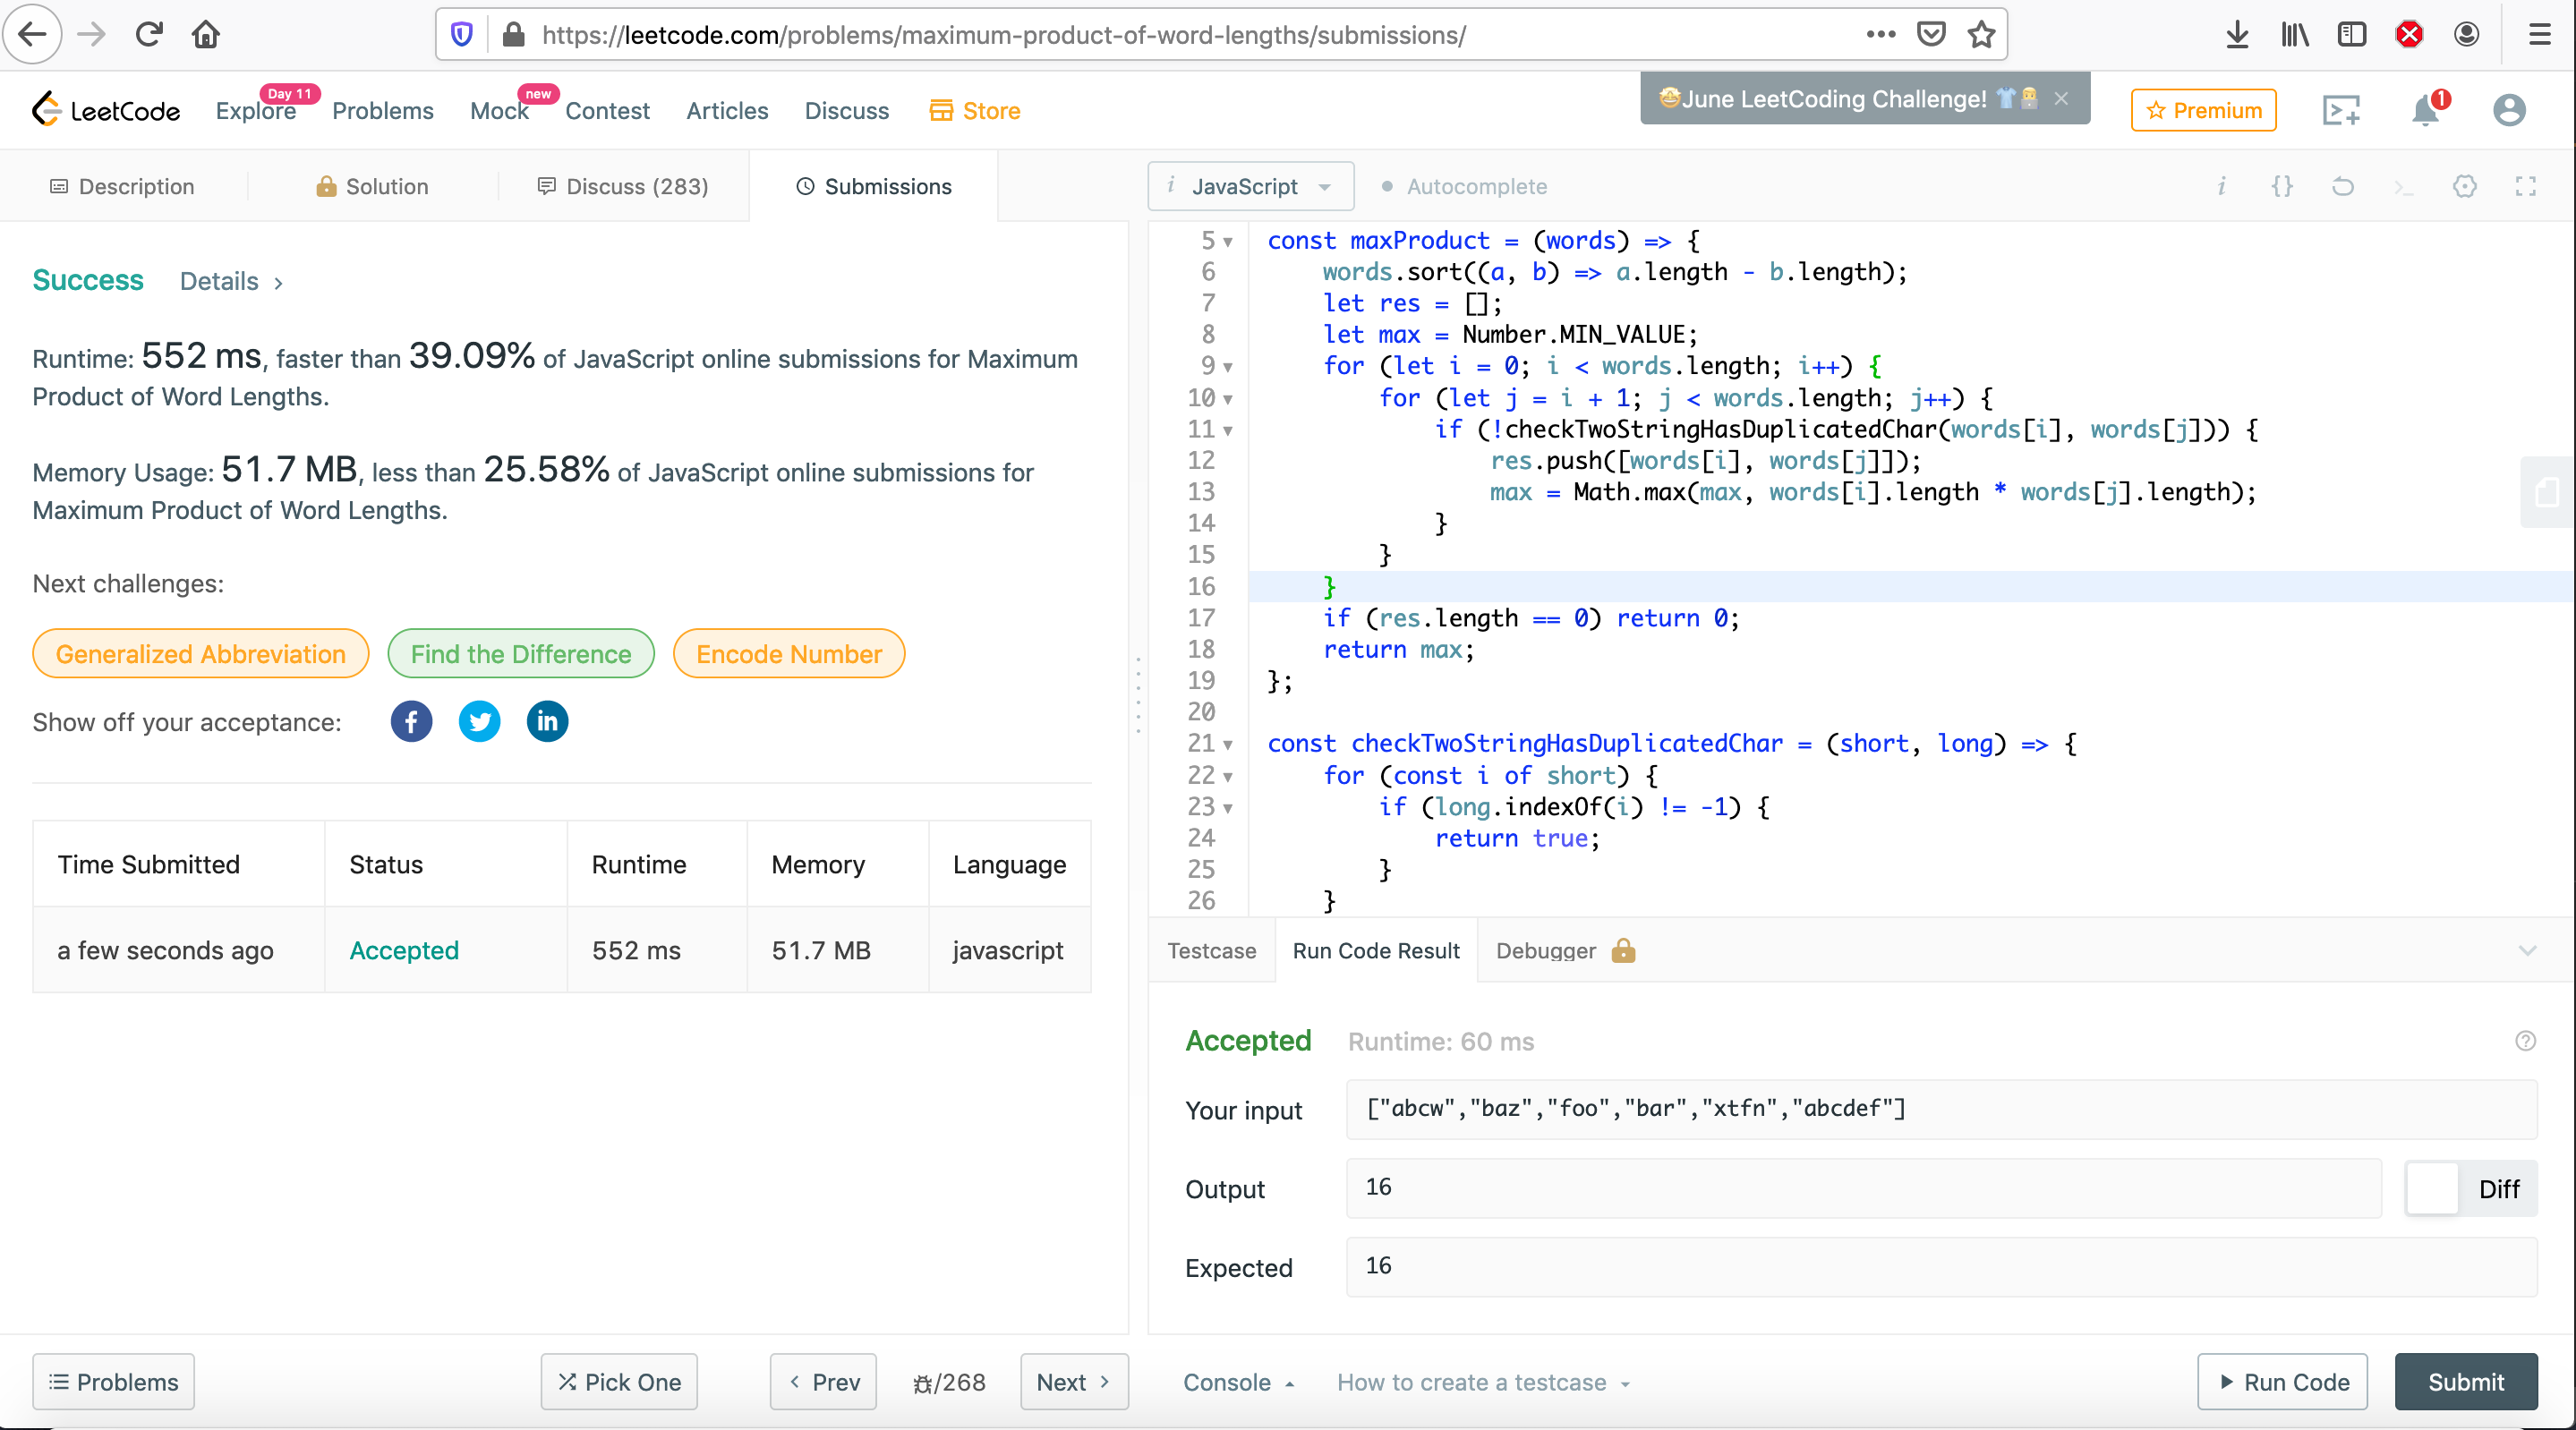 https://leetcode.com/problems/maximum-product-of-word-lengths/submissions/
LeetCode
Explore
Day 11
Problems
Mock
new
Contest
Articles
Discuss
Store
June LeetCoding Challenge!
Premium
1
Description
Solution
Discuss (283)
Submissions
i JavaScript
Autocomplete
i
{}
Success Details >
Runtime: 552 ms, faster than 39.09% of JavaScript online submissions for Maximum
Product of Word Lengths.
Memory Usage: 51.7 MB, less than 25.58% of JavaScript online submissions for
Maximum Product of Word Lengths.
Next challenges:
Generalized Abbreviation
Find the Difference
Encode Number
Show off your acceptance:
Time Submitted Status Runtime Memory Language
a few seconds ago Accepted 552 ms 51.7 MB javascript
5 const maxProduct = (words) => {
6 words.sort((a, b) => a.length - b.length);
7 let res = [];
8 let max = Number.MIN_VALUE;
9 for (let i = 0; i < words.length; i++) {
10 for (let j = i + 1; j < words.length; j++) {
11 if (!checkTwoStringHasDuplicatedChar(words[i], words[j])) {
12 res.push([words[i], words[j]]);
13 max = Math.max(max, words[i].length * words[j].length);
14 }
15 }
16 }
17 if (res.length == 0) return 0;
18 return max;
19 };
20
21 const checkTwoStringHasDuplicatedChar = (short, long) => {
22 for (const i of short) {
23 if (long.indexOf(i) != -1) {
24 return true;
25 }
26 }
Testcase
Run Code Result
Debugger
Accepted Runtime: 60 ms
Your input ["abcw","baz","foo","bar","xtfn","abcdef"]
Output 16
Diff
Expected 16
Problems
Pick One
Prev
/268
Next
Console
How to create a testcase
Run Code
Submit